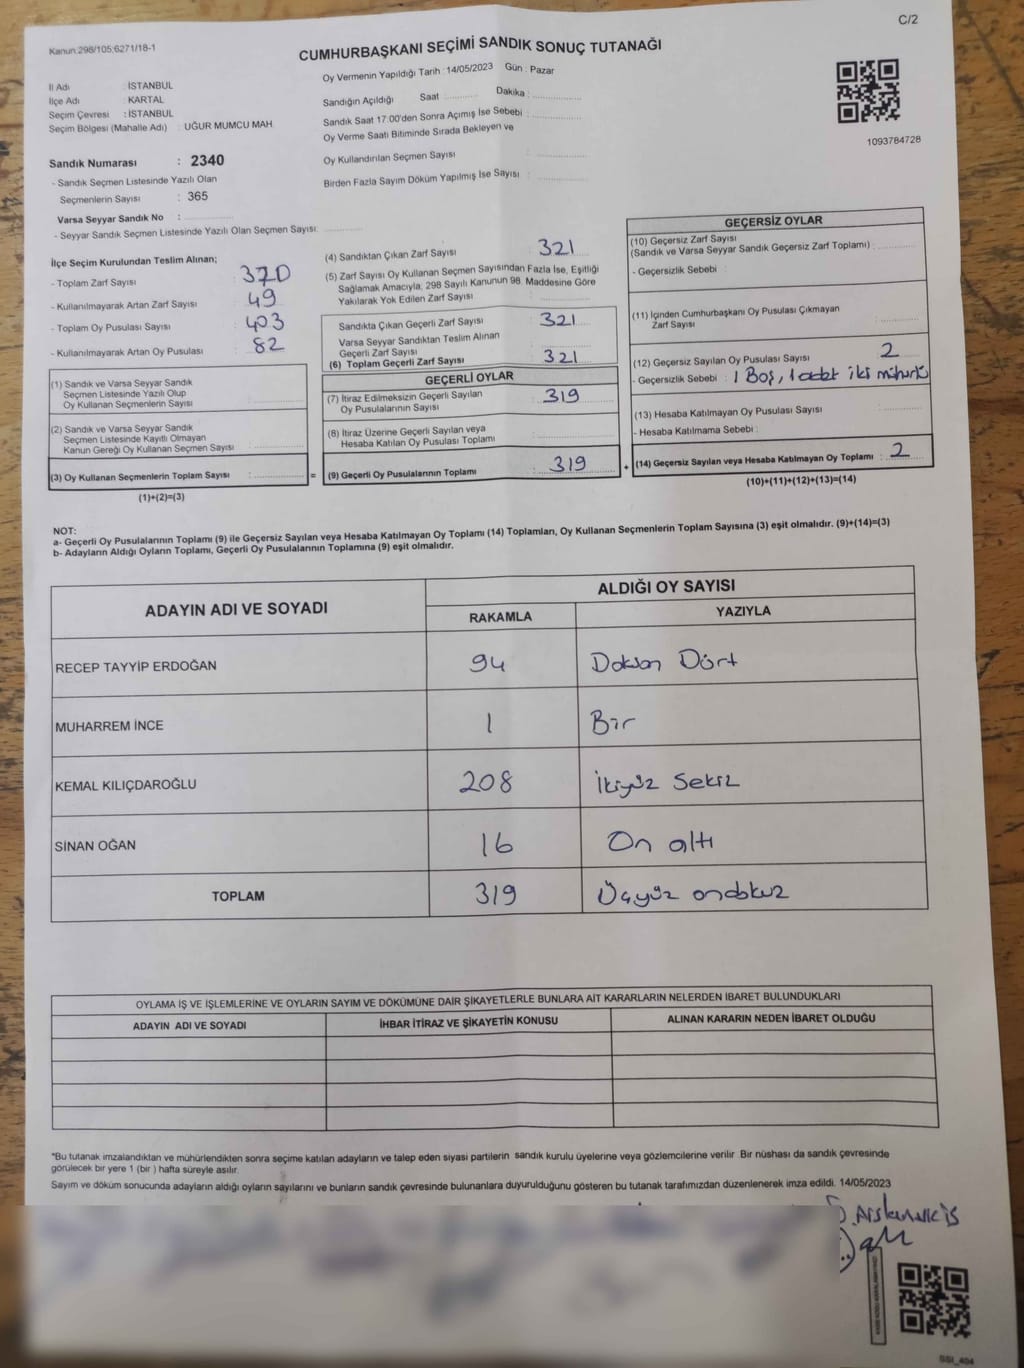 C/2
Kanun 298/105;6271/18-1
CUMHURBAŞKANI SEÇİMİ SANDIK SONUÇ TUTANAĞI
Oy Vermenin Yapıldığı Tarih : 14/05/2023 Gün : Pazar
İl Adı : İSTANBUL
İlçe Adı : KARTAL
Seçim Çevresi : İSTANBUL
Seçim Bölgesi (Mahalle Adı) : UĞUR MUMCU MAH
Sandığın Açıldığı Saat Dakika :
Sandık Saat 17:00'den Sonra Açımış İse Sebebi :
Oy Verme Saati Bitiminde Sırada Bekleyen ve
Oy Kullandırılan Seçmen Sayısı :
Birden Fazla Sayım Döküm Yapılmış İse Sayısı :
1093784728
Sandık Numarası : 2340
- Sandık Seçmen Listesinde Yazılı Olan
Seçmenlerin Sayısı : 365
Varsa Seyyar Sandık No :
- Seyyar Sandık Seçmen Listesinde Yazılı Olan Seçmen Sayısı:
İlçe Seçim Kurulundan Teslim Alınan;
- Toplam Zarf Sayısı : 370
- Kullanılmayarak Artan Zarf Sayısı : 49
- Toplam Oy Pusulası Sayısı : 403
- Kullanılmayarak Artan Oy Pusulası : 82
(1) Sandık ve Varsa Seyyar Sandık
Seçmen Listesinde Yazılı Olup
Oy Kullanan Seçmenlerin Sayısı :
(2) Sandık ve Varsa Seyyar Sandık
Seçmen Listesinde Kayıtlı Olmayan
Kanun Gereği Oy Kullanan Seçmen Sayısı :
(3) Oy Kullanan Seçmenlerin Toplam Sayısı : =
(1)+(2)=(3)
(4) Sandıktan Çıkan Zarf Sayısı : 321
(5) Zarf Sayısı Oy Kullanan Seçmen Sayısından Fazla İse, Eşitliği
Sağlamak Amacıyla, 298 Sayılı Kanunun 98. Maddesine Göre
Yakılarak Yok Edilen Zarf Sayısı :
Sandıkta Çıkan Geçerli Zarf Sayısı : 321
Varsa Seyyar Sandıktan Teslim Alınan
Geçerli Zarf Sayısı :
(6) Toplam Geçerli Zarf Sayısı : 321
GEÇERLİ OYLAR
(7) İtiraz Edilmeksizin Geçerli Sayılan
Oy Pusulalarının Sayısı : 319
(8) İtiraz Üzerine Geçerli Sayılan veya
Hesaba Katılan Oy Pusulası Toplamı :
(9) Geçerli Oy Pusulalarının Toplamı : 319 +
GEÇERSİZ OYLAR
(10) Geçersiz Zarf Sayısı
(Sandık ve Varsa Seyyar Sandık Geçersiz Zarf Toplamı) :
- Geçersizlik Sebebi :
(11) İçinden Cumhurbaşkanı Oy Pusulası Çıkmayan
Zarf Sayısı :
(12) Geçersiz Sayılan Oy Pusulası Sayısı : 2
- Geçersizlik Sebebi : 1 Boş, 1 adet iki mühürlü
(13) Hesaba Katılmayan Oy Pusulası Sayısı :
- Hesaba Katılmama Sebebi :
(14) Geçersiz Sayılan veya Hesaba Katılmayan Oy Toplamı : 2
(10)+(11)+(12)+(13)=(14)
NOT:
a- Geçerli Oy Pusulalarının Toplamı (9) ile Geçersiz Sayılan veya Hesaba Katılmayan Oy Toplamı (14) Toplamları, Oy Kullanan Seçmenlerin Toplam Sayısına (3) eşit olmalıdır. (9)+(14)=(3)
b- Adayların Aldığı Oyların Toplamı, Geçerli Oy Pusulalarının Toplamına (9) eşit olmalıdır.
ADAYIN ADI VE SOYADI
ALDIĞI OY SAYISI
RAKAMLA YAZIYLA
RECEP TAYYİP ERDOĞAN 94 Doksan Dört
MUHARREM İNCE 1 Bir
KEMAL KILIÇDAROĞLU 208 İkiyüz Sekiz
SİNAN OĞAN 16 On altı
TOPLAM 319 Üçyüz ondokuz
OYLAMA İŞ VE İŞLEMLERİNE VE OYLARIN SAYIM VE DÖKÜMÜNE DAİR ŞİKAYETLERLE BUNLARA AİT KARARLARIN NELERDEN İBARET BULUNDUKLARI
ADAYIN ADI VE SOYADI İHBAR İTİRAZ VE ŞİKAYETİN KONUSU ALINAN KARARIN NEDEN İBARET OLDUĞU
*Bu tutanak imzalandıktan ve mühürlendikten sonra seçime katılan adayların ve talep eden siyasi partilerin sandık kurulu üyelerine veya gözlemcilerine verilir. Bir nüshası da sandık çevresinde
görülecek bir yere 1 (bir ) hafta süreyle asılır.
Sayım ve döküm sonucunda adayların aldığı oyların sayılarını ve bunların sandık çevresinde bulunanlara duyurulduğunu gösteren bu tutanak tarafımızdan düzenlenerek imza edildi. 14/05/2023